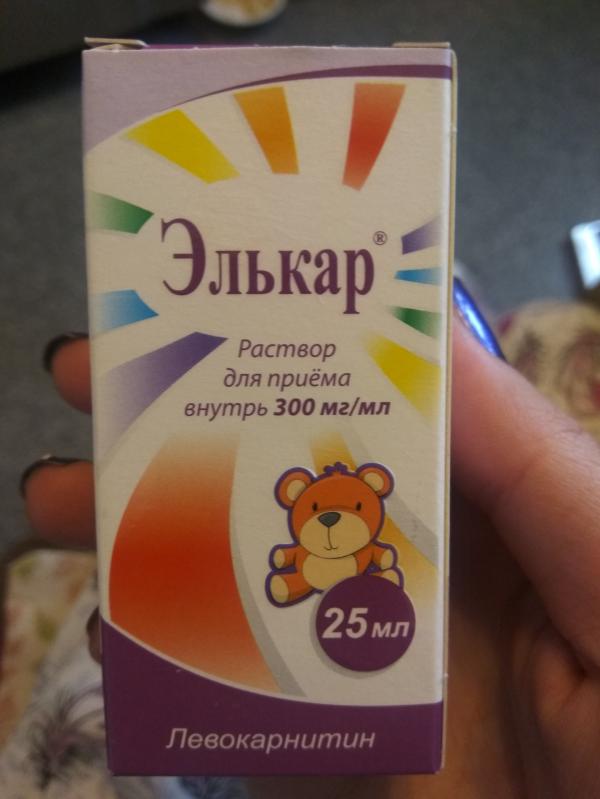 Элькар®
Раствор
для приёма
внутрь 300 мг/мл
25 мл
Левокарнитин